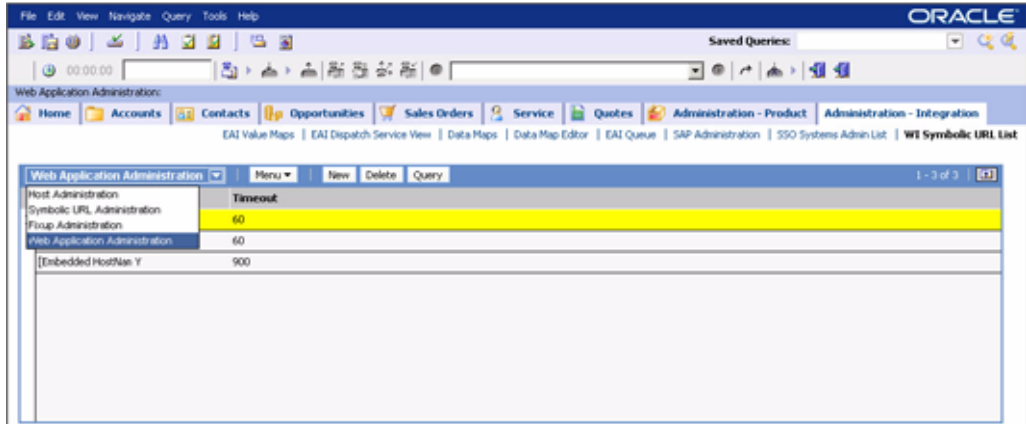 File Edit View Navigate Query Tools Help
ORACLE
Saved Queries:
00:00:00
Web Application Administration:
Home Accounts Contacts Opportunities Sales Orders Service Quotes Administration - Product Administration - Integration
EAI Value Maps | EAI Dispatch Service View | Data Maps | Data Map Editor | EAI Queue | SAP Administration | SSO Systems Admin List | WI Symbolic URL List
Web Application Administration Menu New Delete Query 1 - 3 of 3
Host Administration
Timeout
Symbolic URL Administration
Fixup Administration
60
Web Application Administration
60
[Embedded HostNan Y 900